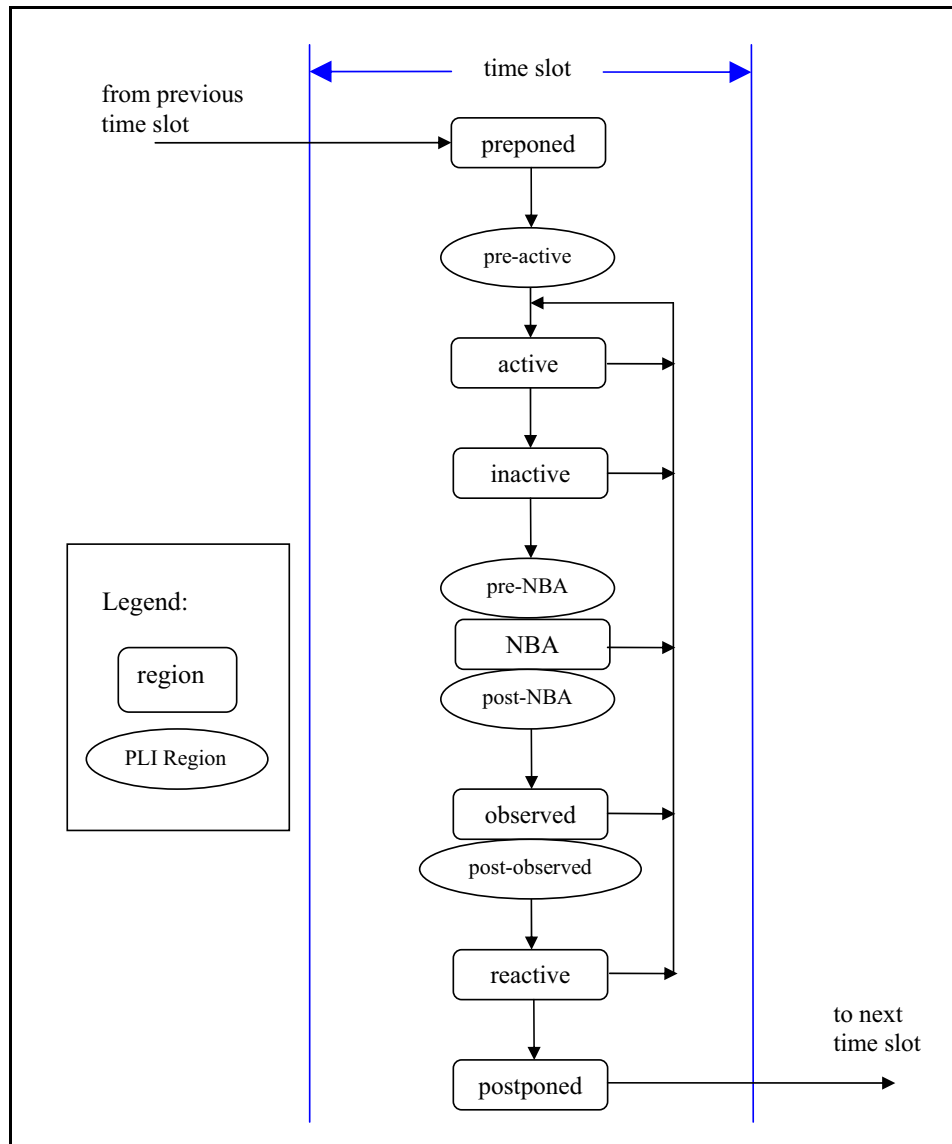 time slot
from previous
time slot
preponed
pre-active
active
inactive
pre-NBA
NBA
post-NBA
observed
post-observed
reactive
postponed
to next
time slot
Legend:
region
PLI Region